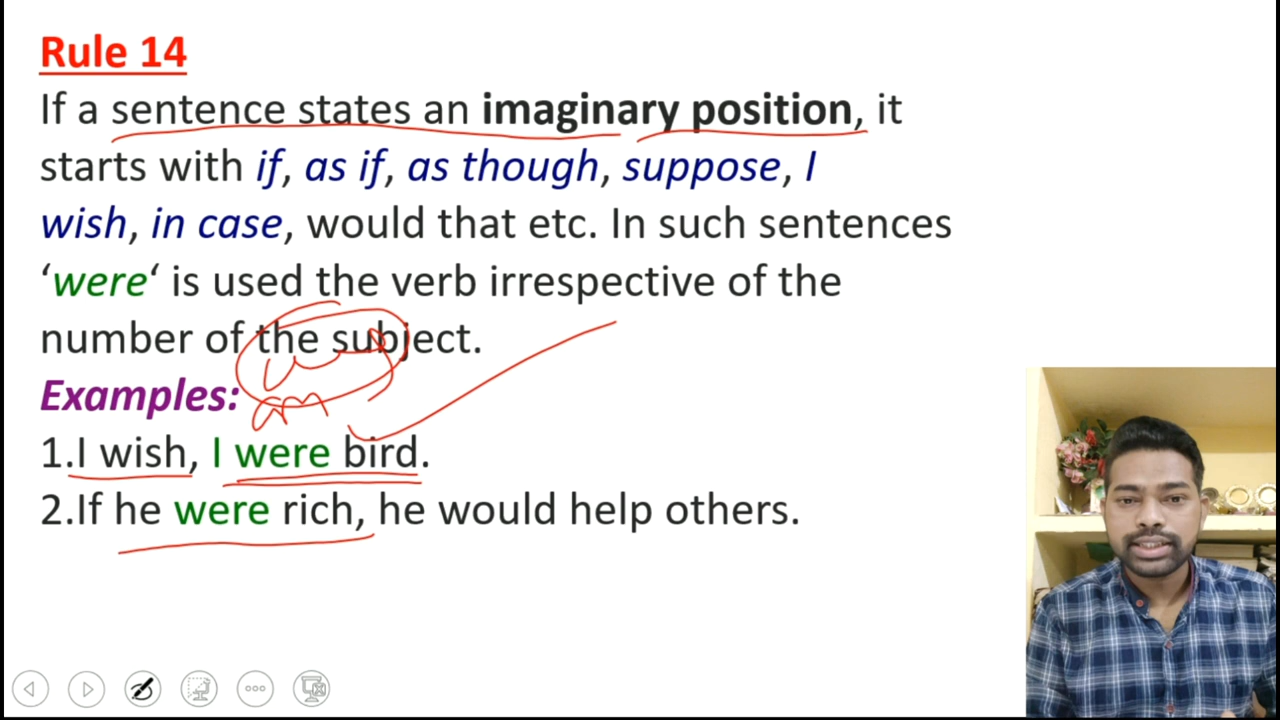 Rule 14
If a sentence states an imaginary position, it
starts with if, as if, as though, suppose, I
wish, in case, would that etc. In such sentences
‘were‘ is used the verb irrespective of the
number of the subject.
Examples:
am
1.I wish, I were bird.
2.If he were rich, he would help others.